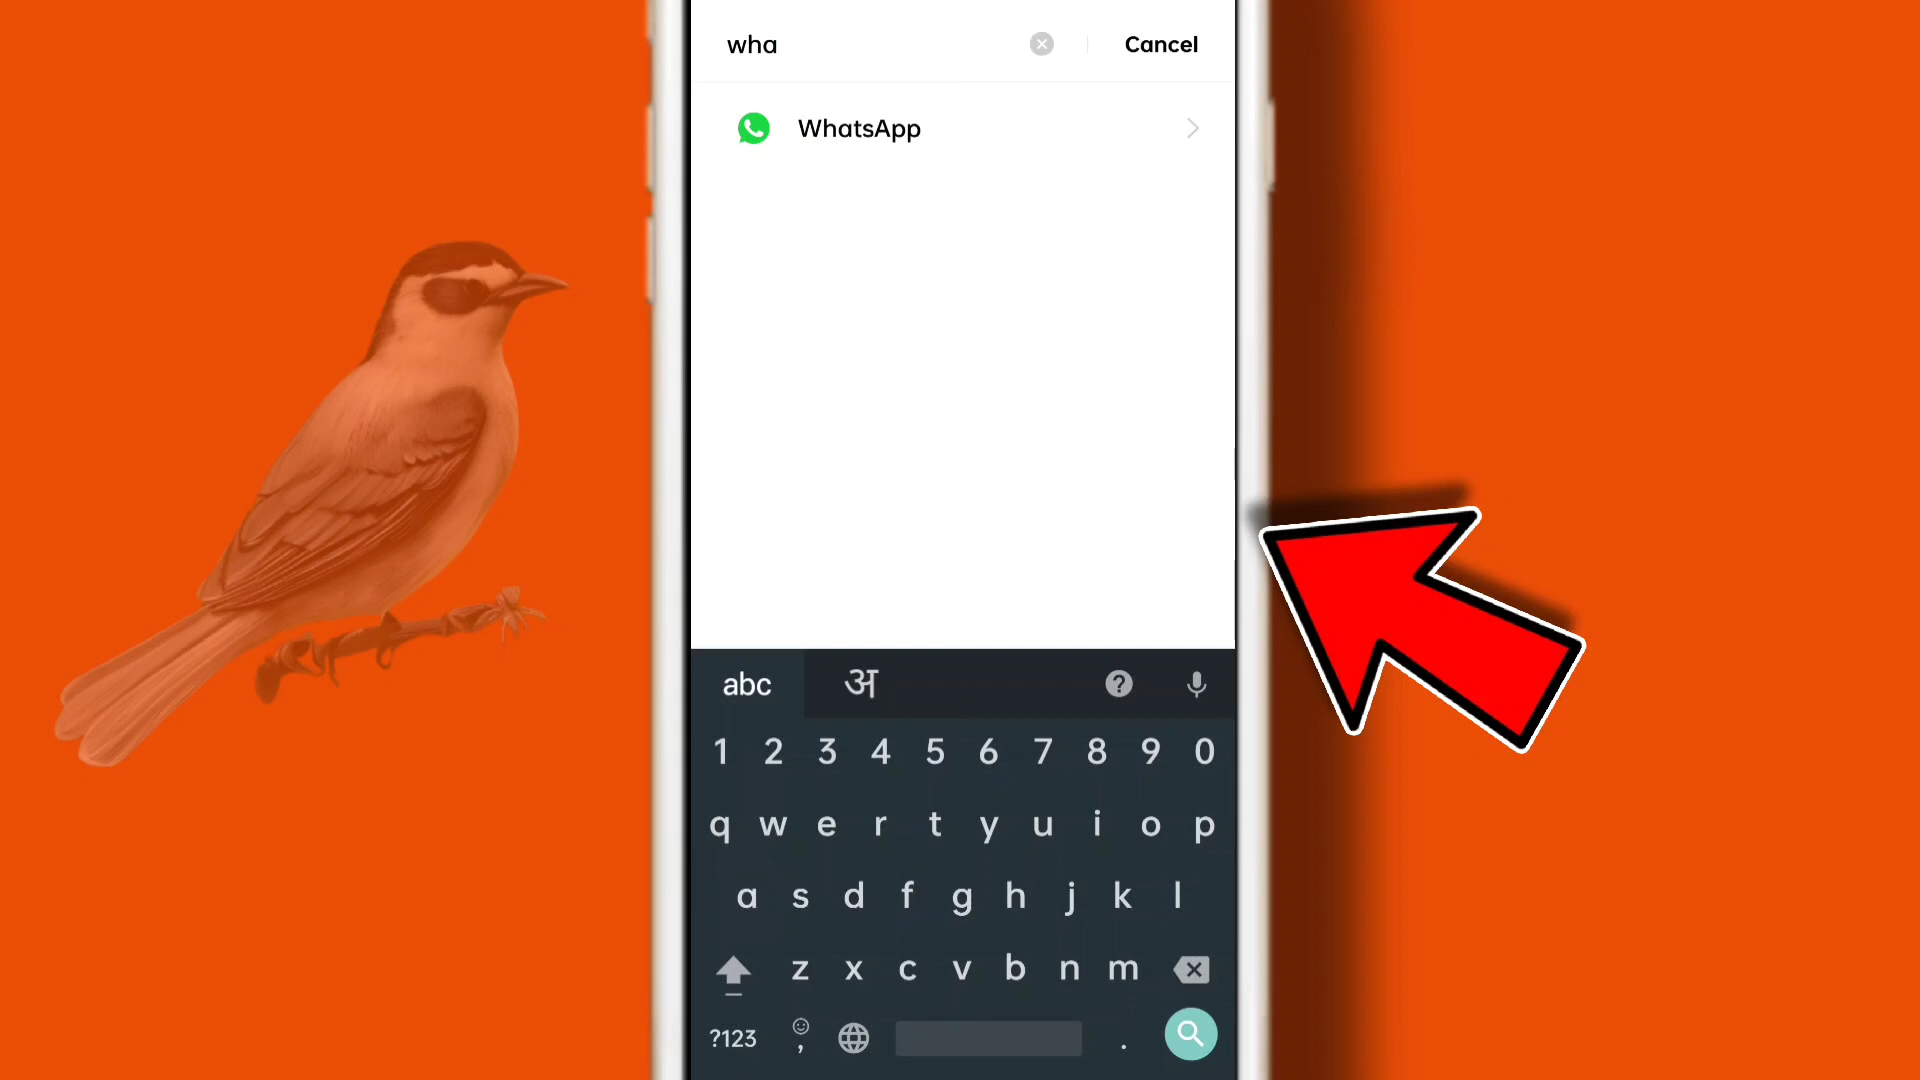 wha Cancel
WhatsApp
abc अ
1 2 3 4 5 6 7 8 9 0
q w e r t y u i o p
a s d f g h j k l
z x c v b n m
?123 , .